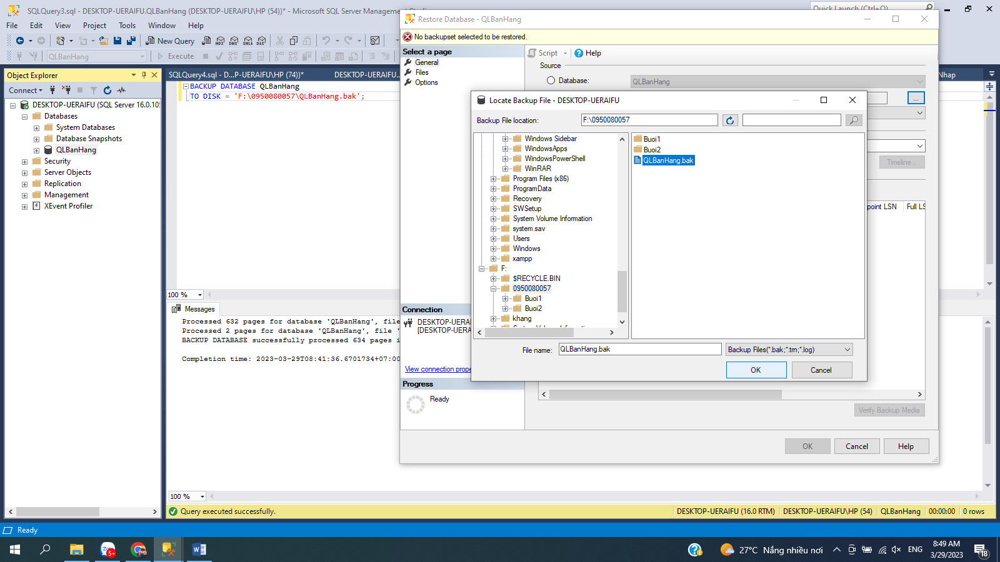 SQLQuery3.sql - DESKTOP-UERAIFU.QLBanHang (DESKTOP-UERAIFU\HP (54))* - Microsoft SQL Server Management
Quick Launch (Ctrl+Q)
File Edit View Project Tools Window Help
New Query
MDX DMX XMLA DAX
QLBanHang
Execute
Object Explorer
Connect
DESKTOP-UERAIFU (SQL Server 16.0.10
Databases
System Databases
Database Snapshots
QLBanHang
Security
Server Objects
Replication
Management
XEvent Profiler
SQLQuery4.sql - D...P-UERAIFU\HP (74))*
DESKTOP-UERAIFU...
Nhap
BACKUP DATABASE QLBanHang
TO DISK = 'F:\0950080057\QLBanHang.bak';
100 %
Messages
Processed 632 pages for database 'QLBanHang', file
Processed 2 pages for database 'QLBanHang', file '
BACKUP DATABASE successfully processed 634 pages i
Completion time: 2023-03-29T08:41:36.6701734+07:00
100 %
Query executed successfully.
DESKTOP-UERAIFU (16.0 RTM)
DESKTOP-UERAIFU\HP (54)
QLBanHang
00:00:00
0 rows
Restore Database - QLBanHang
No backupset selected to be restored.
Select a page
General
Files
Options
Script
Help
Source
Database:
QLBanHang
...
Timeline...
point LSN
Full LS
Connection
DESKTOP-UERAI
[DESKTOP-UERA
View connection prope
Progress
Ready
Verify Backup Media
OK
Cancel
Help
Locate Backup File - DESKTOP-UERAIFU
Backup File location:
F:\0950080057
Windows Sidebar
WindowsApps
WindowsPowerShell
WinRAR
Program Files (x86)
ProgramData
Recovery
SWSetup
System Volume Information
system.sav
Users
Windows
xampp
F:
$RECYCLE.BIN
0950080057
Buoi1
Buoi2
khang
Buoi1
Buoi2
QLBanHang.bak
File name:
QLBanHang.bak
Backup Files(*.bak;*.trn;*.log)
OK
Cancel
Ready
Zalo
5+
27°C Nắng nhiều nơi
ENG
8:49 AM
3/29/2023
18